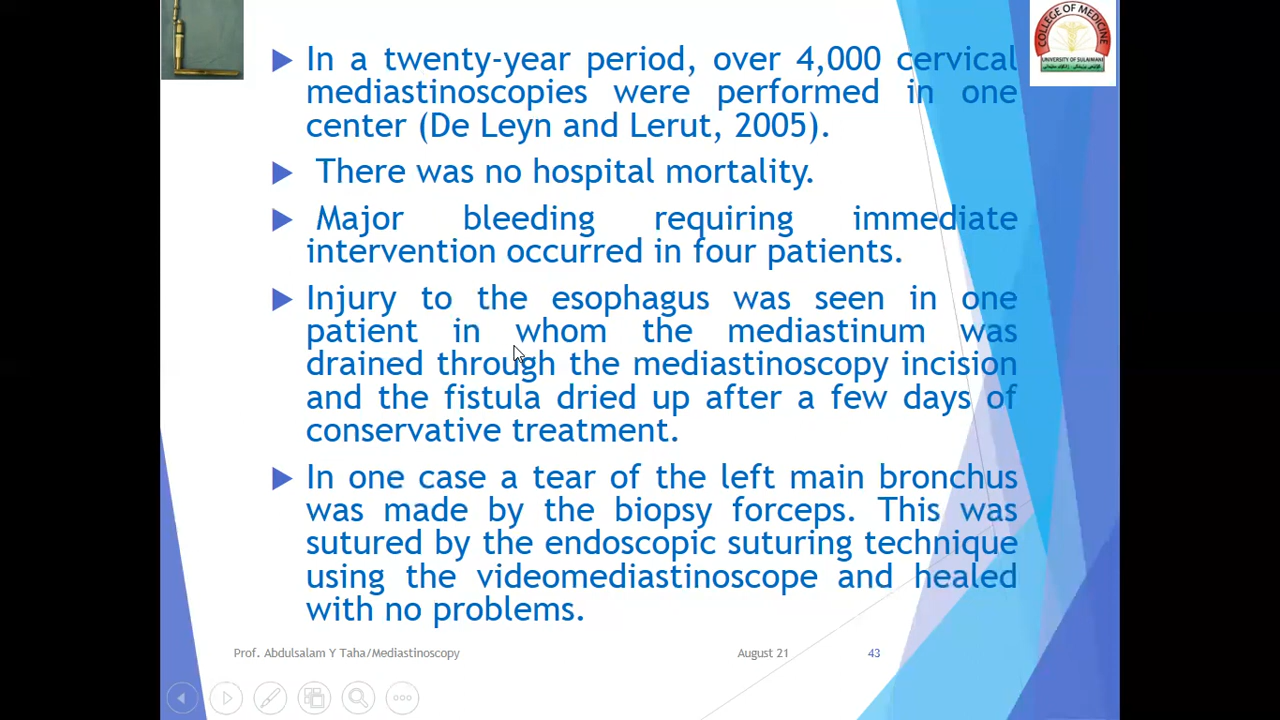 In a twenty-year period, over 4,000 cervical
mediastinoscopies were performed in one
center (De Leyn and Lerut, 2005).
There was no hospital mortality.
Major bleeding requiring immediate
intervention occurred in four patients.
Injury to the esophagus was seen in one
patient in whom the mediastinum was
drained through the mediastinoscopy incision
and the fistula dried up after a few days of
conservative treatment.
In one case a tear of the left main bronchus
was made by the biopsy forceps. This was
sutured by the endoscopic suturing technique
using the videomediastinoscope and healed
with no problems.
COLLEGE OF MEDICINE
UNIVERSITY OF SULAIMANI
Prof. Abdulsalam Y Taha/Mediastinoscopy
August 21
43